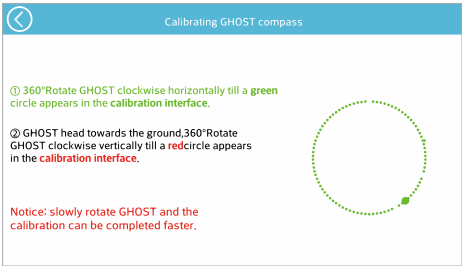 Calibrating GHOST compass
① 360°Rotate GHOST clockwise horizontally till a green
circle appears in the calibration interface.
② GHOST head towards the ground,360°Rotate
GHOST clockwise vertically till a redcircle appears
in the calibration interface.
Notice: slowly rotate GHOST and the
calibration can be completed faster.